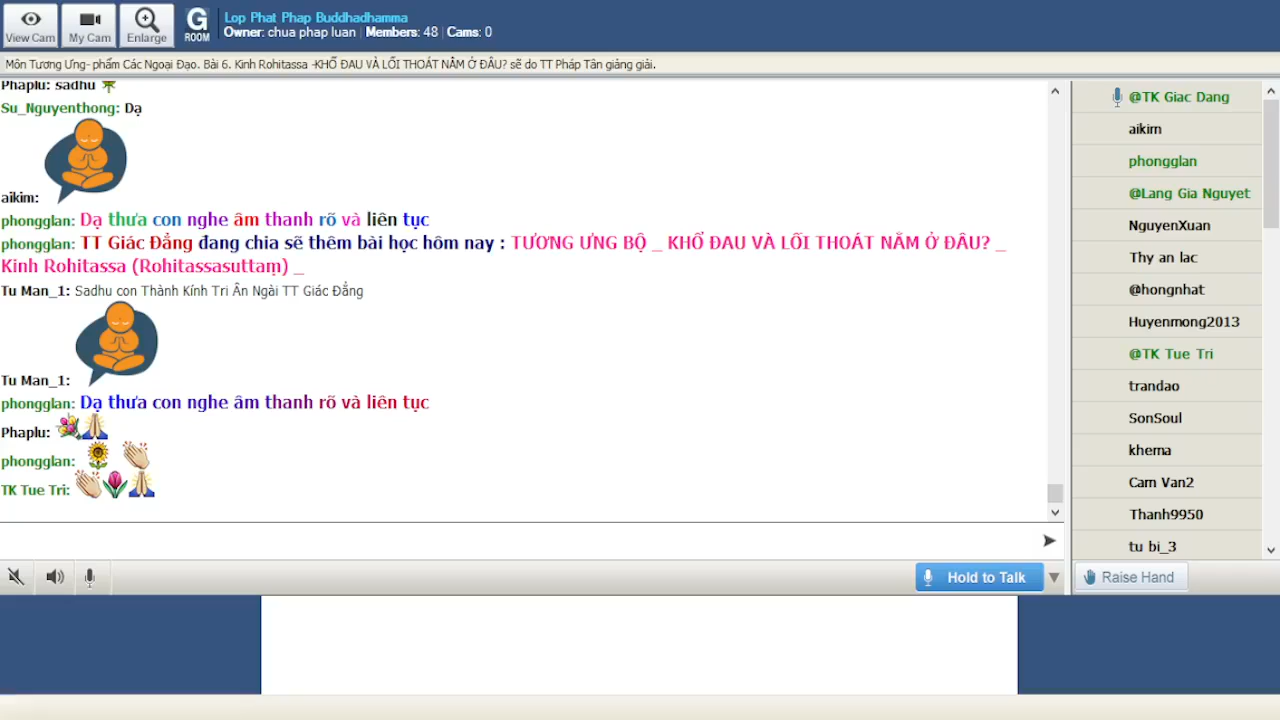 View Cam
My Cam
Enlarge
G
ROOM
Lop Phat Phap Buddhadhamma
Owner: chua phap luan | Members: 48 | Cams: 0
Môn Tương Ưng- phẩm Các Ngoại Đạo. Bài 6. Kinh Rohitassa -KHỔ ĐAU VÀ LỐI THOÁT NẰM Ở ĐÂU? sẽ do TT Pháp Tân giảng giải.
Phaplu: sadhu
Su_Nguyenthong: Dạ
aikim:
phongglan: Dạ thưa con nghe âm thanh rõ và liên tục
phongglan: TT Giác Đẳng đang chia sẽ thêm bài học hôm nay : TƯƠNG ƯNG BỘ _ KHỔ ĐAU VÀ LỐI THOÁT NẰM Ở ĐÂU? _
Kinh Rohitassa (Rohitassasuttaṃ) _
Tu Man_1: Sadhu con Thành Kính Tri Ân Ngài TT Giác Đẳng
Tu Man_1:
phongglan: Dạ thưa con nghe âm thanh rõ và liên tục
Phaplu:
phongglan:
TK Tue Tri:
Hold to Talk
@TK Giac Dang
aikim
phongglan
@Lang Gia Nguyet
NguyenXuan
Thy an lac
@hongnhat
Huyenmong2013
@TK Tue Tri
trandao
SonSoul
khema
Cam Van2
Thanh9950
tu bi_3
Raise Hand